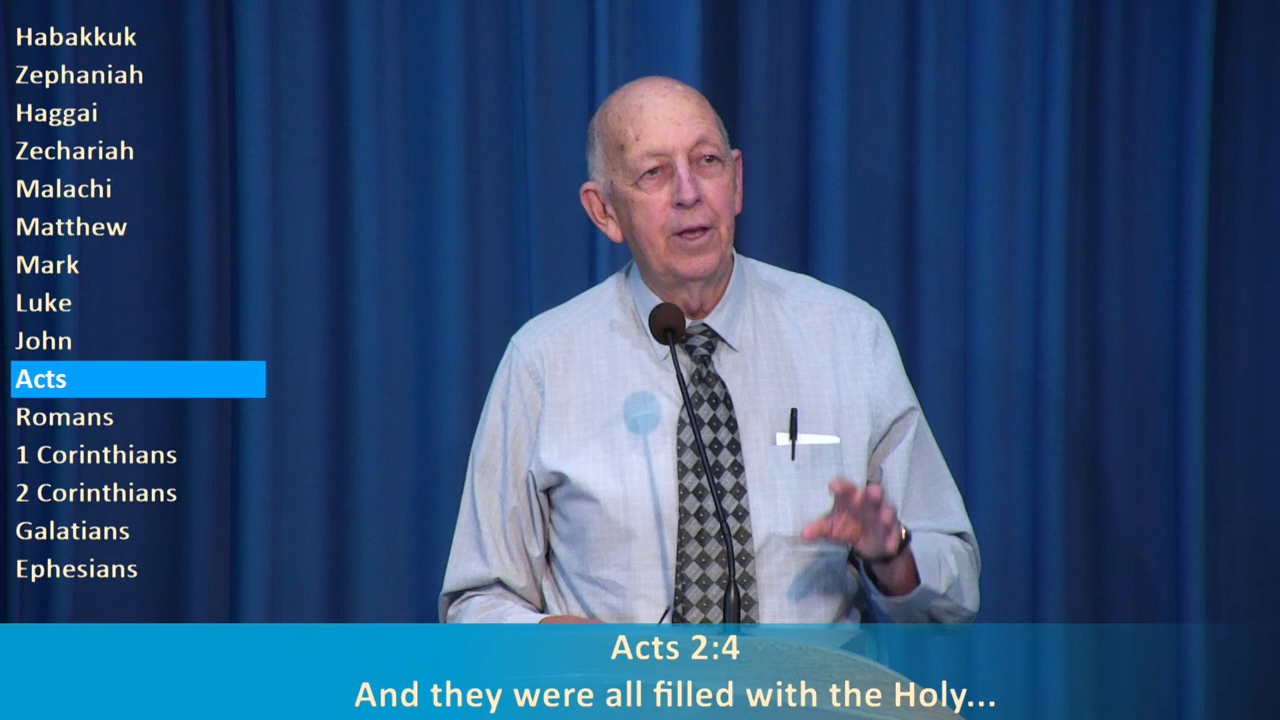 Habakkuk
Zephaniah
Haggai
Zechariah
Malachi
Matthew
Mark
Luke
John
Acts
Romans
1 Corinthians
2 Corinthians
Galatians
Ephesians
Acts 2:4
And they were all filled with the Holy...